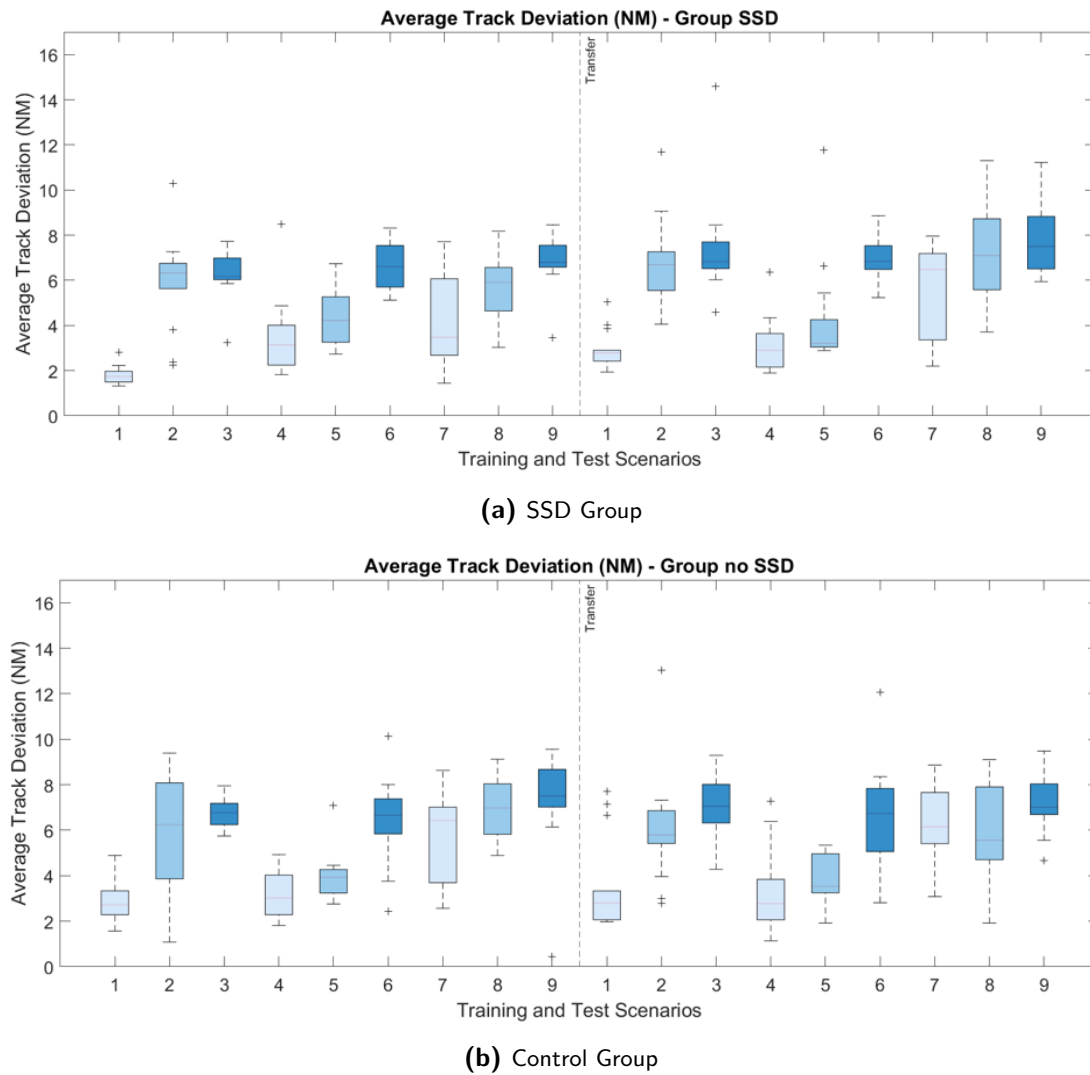 Average Track Deviation (NM) - Group SSD
Average Track Deviation (NM)
16
14
12
10
8
6
4
2
0
Transfer
1 2 3 4 5 6 7 8 9 1 2 3 4 5 6 7 8 9
Training and Test Scenarios
(a) SSD Group
Average Track Deviation (NM) - Group no SSD
Average Track Deviation (NM)
16
14
12
10
8
6
4
2
0
Transfer
1 2 3 4 5 6 7 8 9 1 2 3 4 5 6 7 8 9
Training and Test Scenarios
(b) Control Group